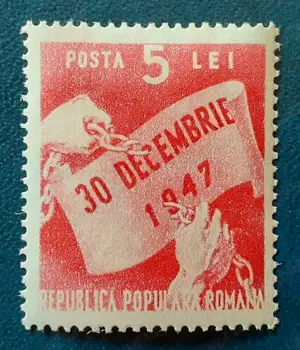 POSTA 5 LEI
30 DECEMBRIE
1947
REPUBLICA POPULARA ROMANA